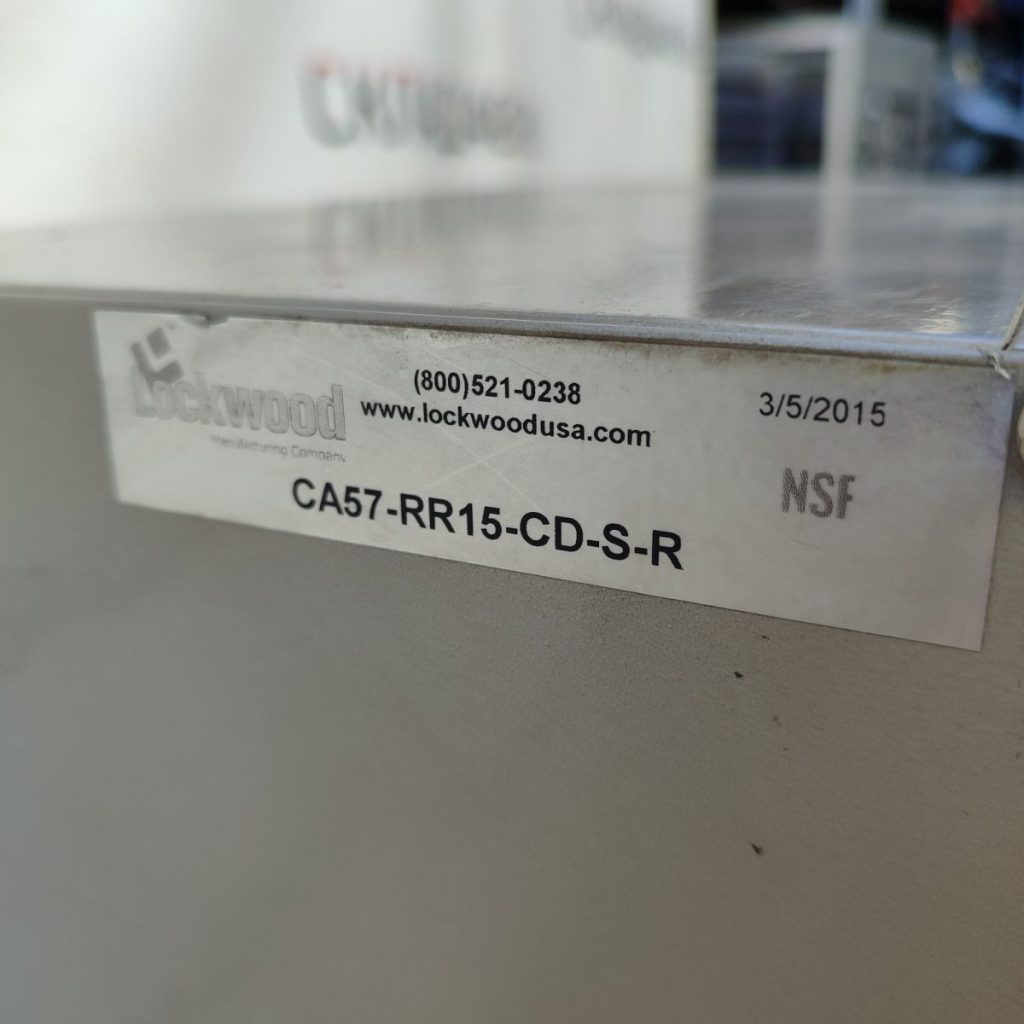 Lockwood
Manufacturing Company
(800)521-0238
www.lockwoodusa.com
3/5/2015
NSF
CA57-RR15-CD-S-R